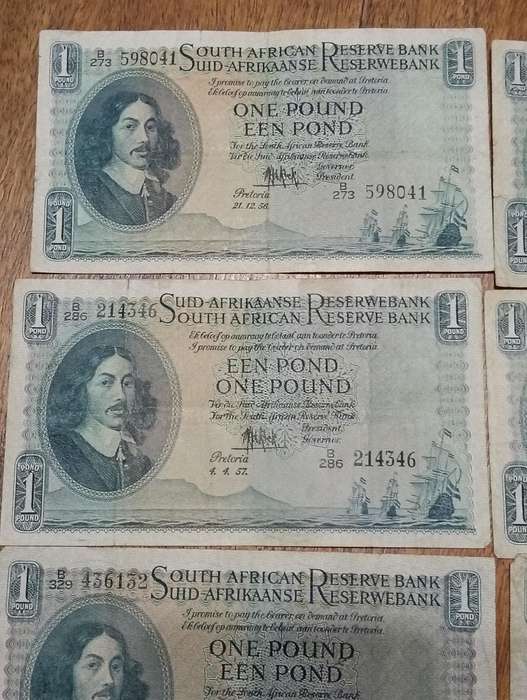 1
POUND
B/273 598041
SOUTH AFRICAN RESERVE BANK
SUID-AFRIKAANSE RESERWEBANK
1
POUND
I promise to pay the bearer on demand at Pretoria
Ek beloof op aanvraag te betaal aan toonder te Pretoria
ONE POUND
EEN POND
For the South African Reserve Bank
Vir die Suid-Afrikaanse Reserwebank
Governor
President
Pretoria
21.12.56
B/273 598041
POUND
1
POND
1
POND
B/286 214346
SUID-AFRIKAANSE RESERWEBANK
SOUTH AFRICAN RESERVE BANK
1
POND
Ek beloof op aanvraag te betaal aan toonder te Pretoria
I promise to pay the bearer on demand at Pretoria
EEN POND
ONE POUND
Vir die Suid-Afrikaanse Reserwebank
For the South African Reserve Bank
President
Governor
Pretoria
4.4.57.
B/286 214346
POND
1
POUND
1
POUND
B/329 436132
SOUTH AFRICAN RESERVE BANK
SUID-AFRIKAANSE RESERWEBANK
1
POUND
I promise to pay the bearer on demand at Pretoria
Ek beloof op aanvraag te betaal aan toonder te Pretoria
ONE POUND
EEN POND
For the South African Reserve Bank